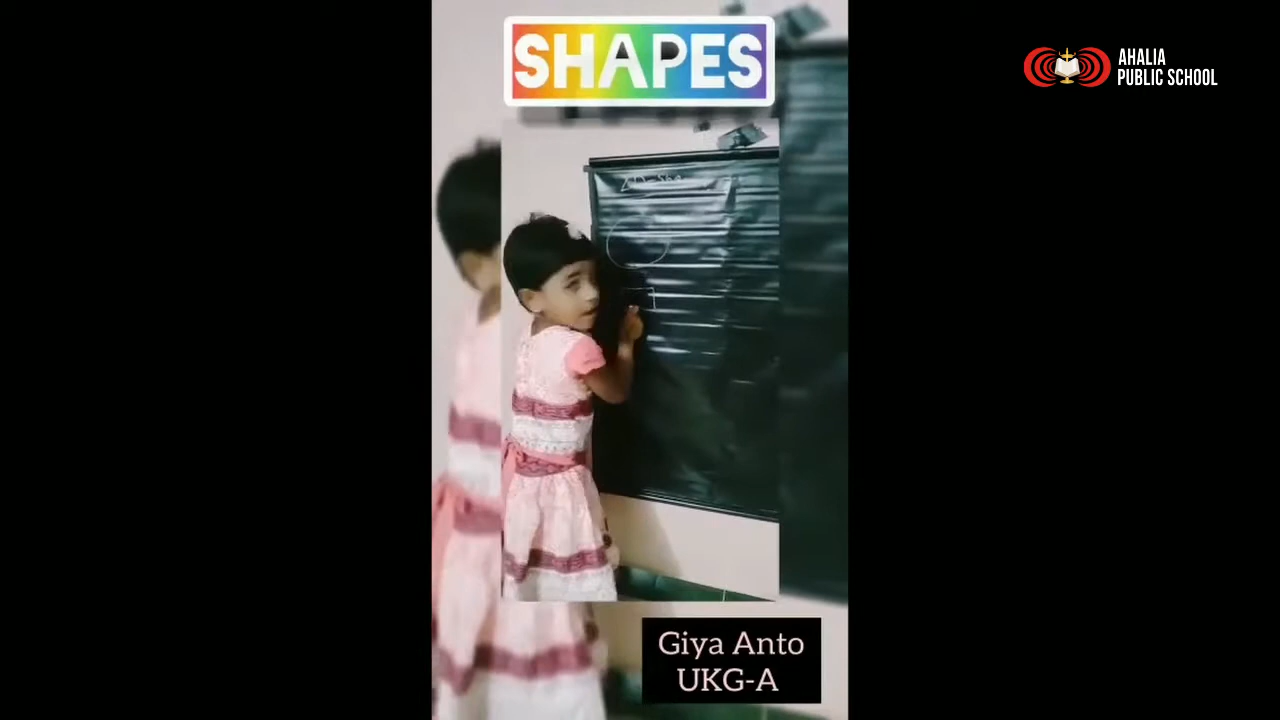 SHAPES
AHALIA
PUBLIC SCHOOL
Giya Anto
UKG-A